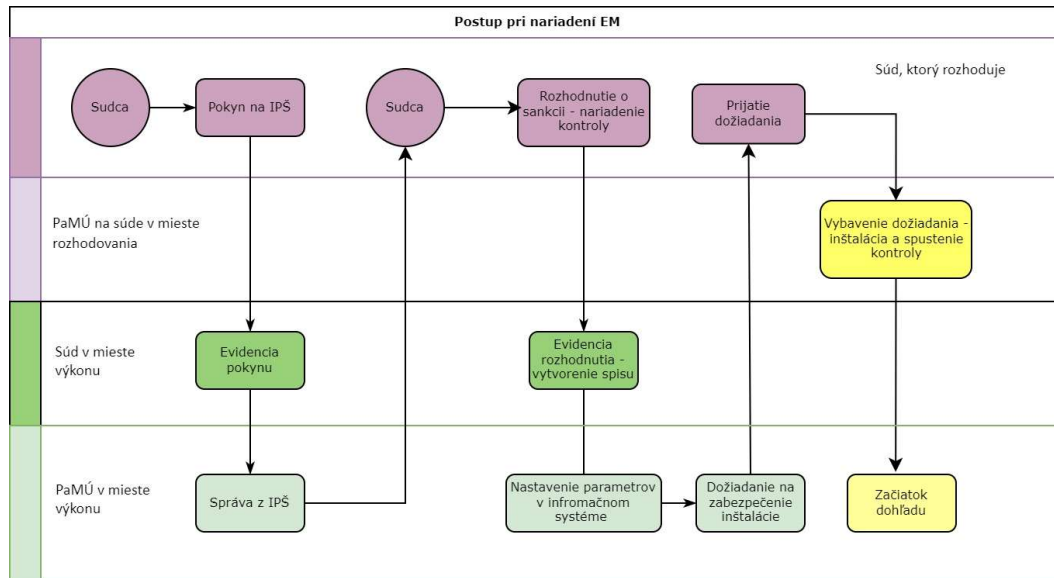 Postup pri nariadení EM
Súd, ktorý rozhoduje
Sudca
Pokyn na IPŠ
Sudca
Rozhodnutie o
sankcii - nariadenie
kontroly
Prijatie
dožiadania
PaMÚ na súde v mieste
rozhodovania
Vybavenie dožiadania -
inštalácia a spustenie
kontroly
Súd v mieste
výkonu
Evidencia
pokynu
Evidencia
rozhodnutia -
vytvorenie spisu
PaMÚ v mieste
výkonu
Správa z IPŠ
Nastavenie parametrov
v infromačnom
systéme
Dožiadanie na
zabezpečenie
inštalácie
Začiatok
dohľadu